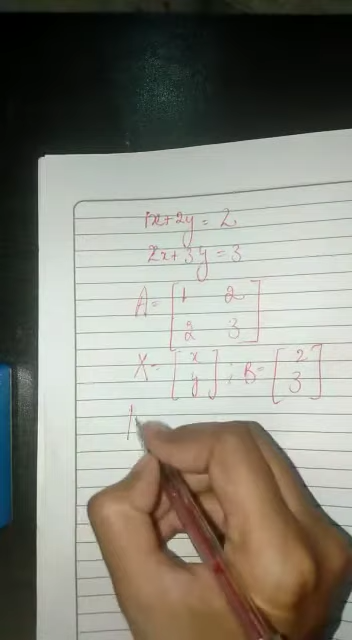 1x+2y=2
2x+3y=3
A=[1 2
2 3]
X=[x
y] ; B=[2
3]
|